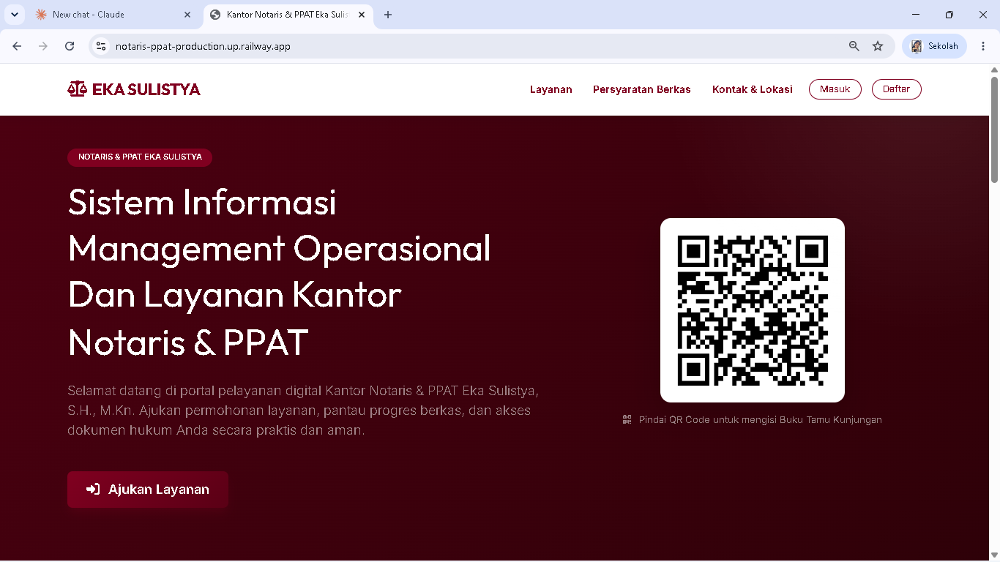 New chat - Claude
Kantor Notaris & PPAT Eka Sulis
notaris-ppat-production.up.railway.app
Sekolah
EKA SULISTYA
Layanan
Persyaratan Berkas
Kontak & Lokasi
Masuk
Daftar
NOTARIS & PPAT EKA SULISTYA
Sistem Informasi
Management Operasional
Dan Layanan Kantor
Notaris & PPAT
Selamat datang di portal pelayanan digital Kantor Notaris & PPAT Eka Sulistya,
S.H., M.Kn. Ajukan permohonan layanan, pantau progres berkas, dan akses
dokumen hukum Anda secara praktis dan aman.
Pindai QR Code untuk mengisi Buku Tamu Kunjungan
Ajukan Layanan